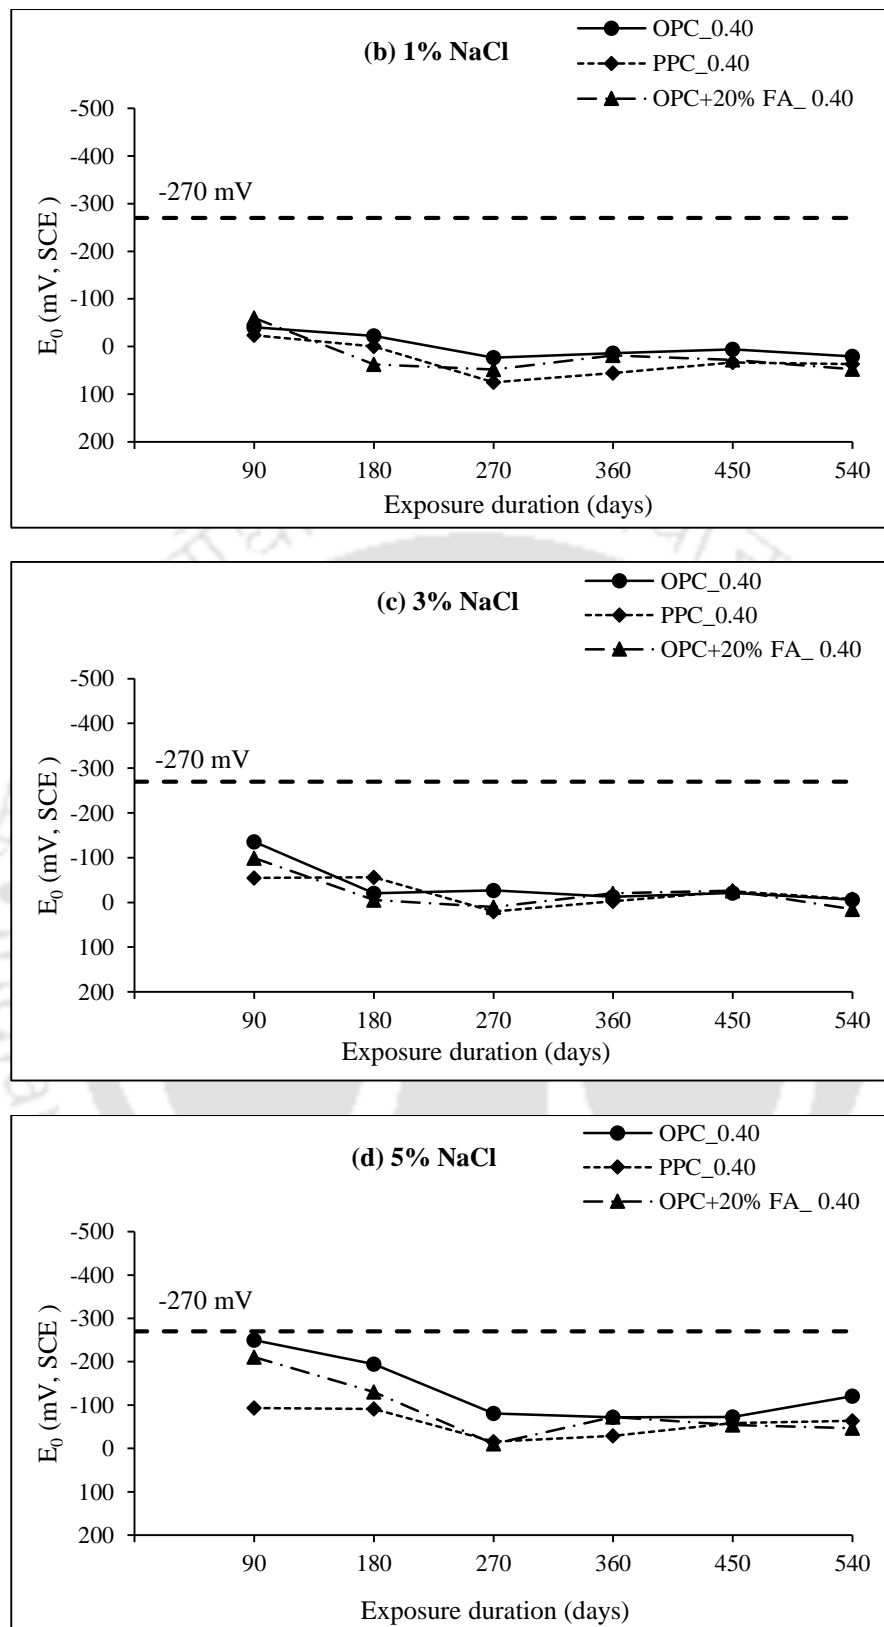 (b) 1% NaCl
OPC_0.40
PPC_0.40
OPC+20% FA_ 0.40
-500
-400
-300
-200
-100
0
100
200
-270 mV
E0 (mV, SCE )
90 180 270 360 450 540
Exposure duration (days)
(c) 3% NaCl
OPC_0.40
PPC_0.40
OPC+20% FA_ 0.40
-500
-400
-300
-200
-100
0
100
200
-270 mV
E0 (mV, SCE )
90 180 270 360 450 540
Exposure duration (days)
(d) 5% NaCl
OPC_0.40
PPC_0.40
OPC+20% FA_ 0.40
-500
-400
-300
-200
-100
0
100
200
-270 mV
E0 (mV, SCE )
90 180 270 360 450 540
Exposure duration (days)